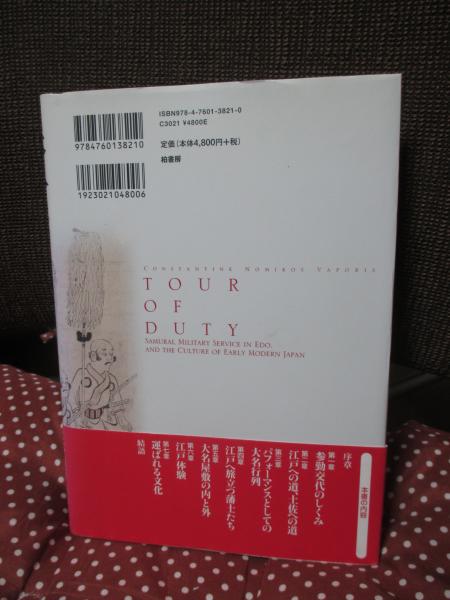 ISBN978-4-7601-3821-0
C3021 ¥4800E
定価（本体4,800円+税）
柏書房
9784760138210
1923021048006
CONSTANTINE NOMIKOS VAPORIS
TOUR
OF
DUTY
SAMURAI, MILITARY SERVICE IN EDO,
AND THE CULTURE OF EARLY MODERN JAPAN
本書の内容
序章
第一章
参勤交代のしくみ
第二章
江戸への道、土佐への道
第三章
パフォーマンスとしての
大名行列
第四章
江戸へ旅立つ藩士たち
第五章
大名屋敷の内と外
第六章
江戸体験
第七章
運ばれる文化
結語